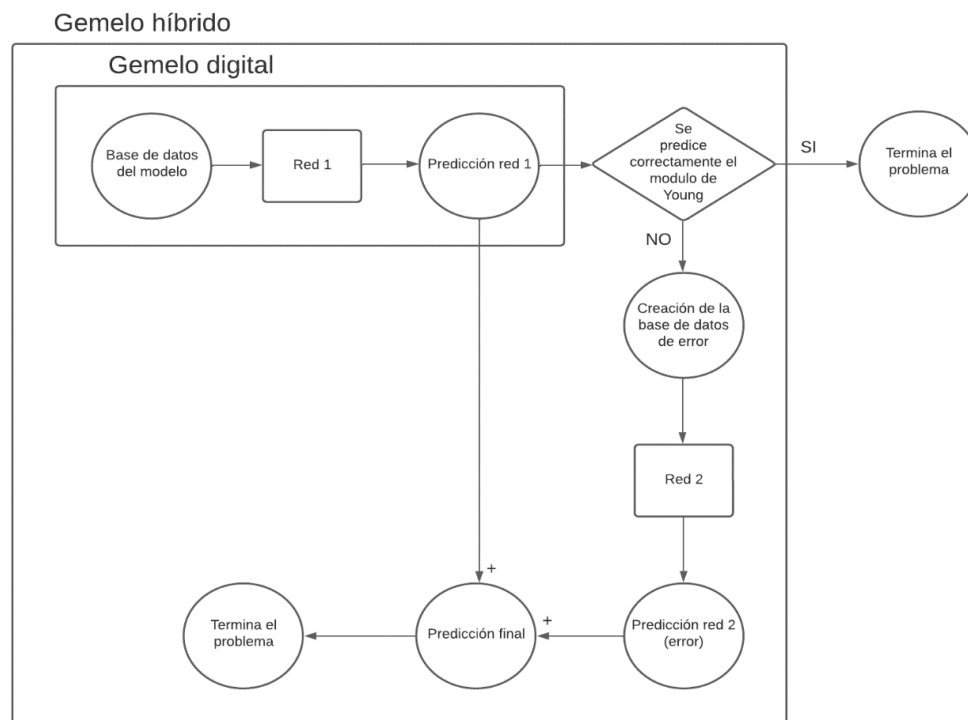 Gemelo híbrido
Gemelo digital
Base de datos
del modelo
Red 1
Predicción red 1
Se
predice
correctamente el
modulo de
Young
SI
Termina el
problema
NO
Creación de la
base de datos
de error
Red 2
+
+
Termina el
problema
Predicción final
Predicción red 2
(error)